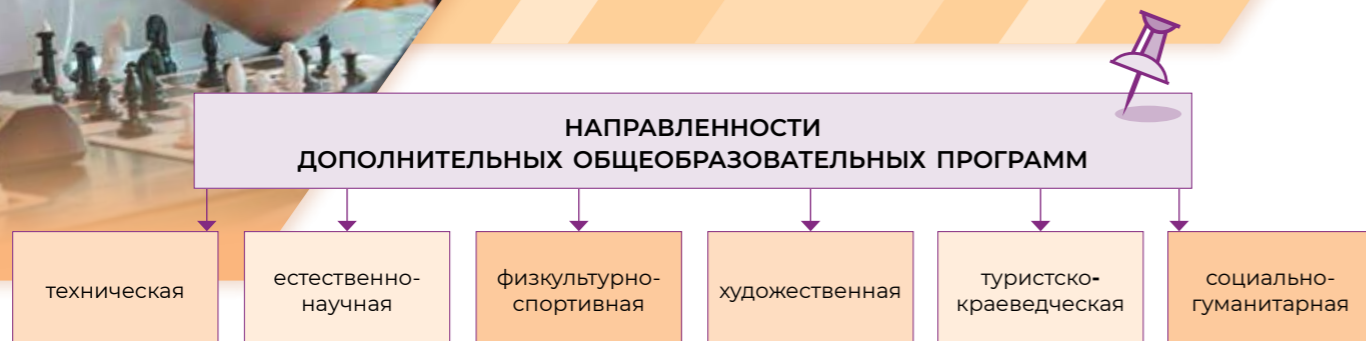 НАПРАВЛЕННОСТИ
ДОПОЛНИТЕЛЬНЫХ ОБЩЕОБРАЗОВАТЕЛЬНЫХ ПРОГРАММ
техническая
естественно-
научная
физкультурно-
спортивная
художественная
туристско-
краеведческая
социально-
гуманитарная